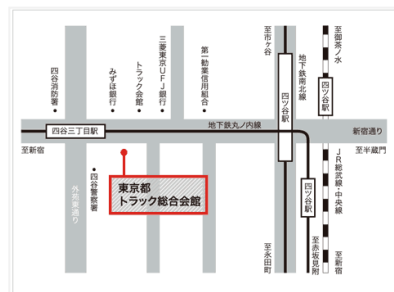 至市ヶ谷
地下鉄南北線
至御茶ノ水
四谷消防署
みずほ銀行
トラック会館
三菱東京UFJ銀行
第一勧業信用組合
四ツ谷駅
四ツ谷駅
四谷三丁目駅
地下鉄丸ノ内線
新宿通り
至新宿
至半蔵門
四谷警察署
外苑東通り
東京都
トラック総合会館
四ツ谷駅
JR総武線・中央線
至永田町
至赤坂見附
至新宿